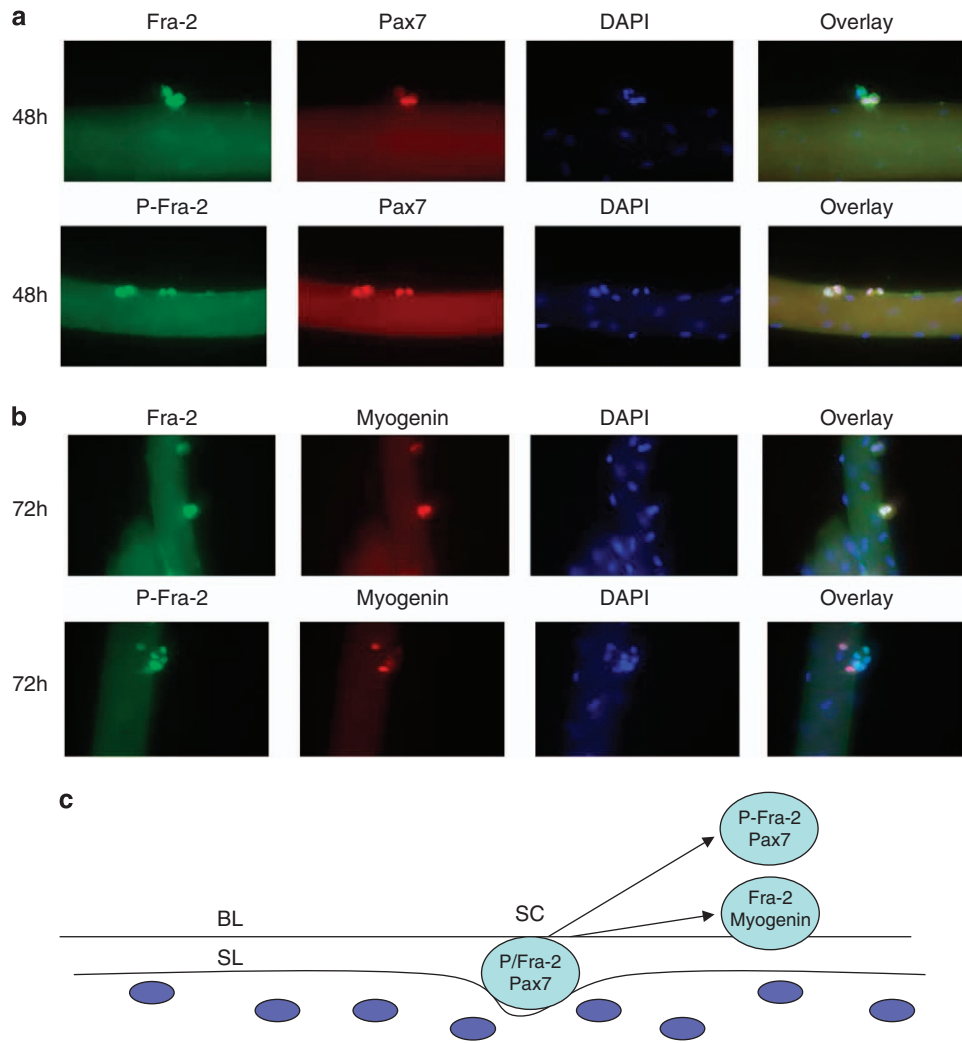 a
Fra-2 Pax7 DAPI Overlay
48h
P-Fra-2 Pax7 DAPI Overlay
48h
b
Fra-2 Myogenin DAPI Overlay
72h
P-Fra-2 Myogenin DAPI Overlay
72h
c
P-Fra-2
Pax7
Fra-2
Myogenin
BL
SC
SL
P/Fra-2
Pax7